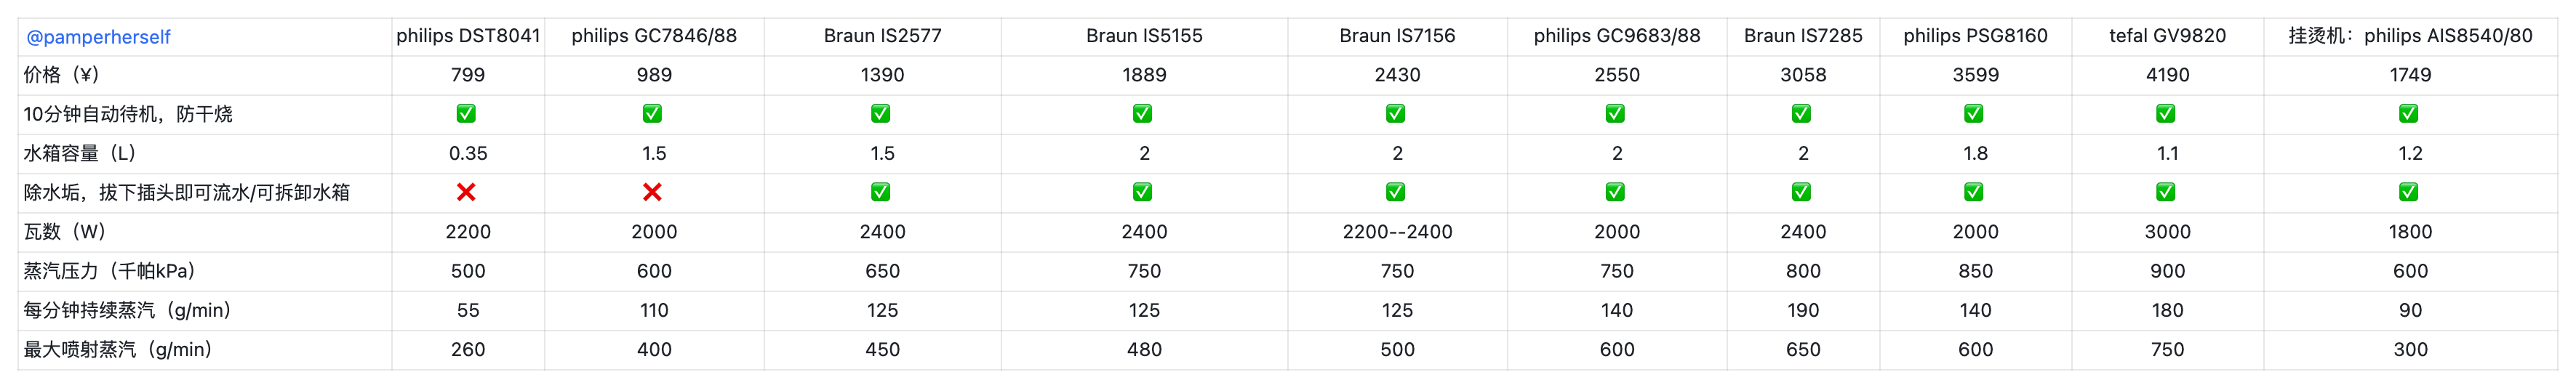 @pamperherself philips DST8041 philips GC7846/88 Braun IS2577 Braun IS5155 Braun IS7156 philips GC9683/88 Braun IS7285 philips PSG8160 tefal GV9820 挂烫机：philips AIS8540/80
价格（¥） 799 989 1390 1889 2430 2550 3058 3599 4190 1749
10分钟自动待机，防干烧 ✅ ✅ ✅ ✅ ✅ ✅ ✅ ✅ ✅ ✅
水箱容量（L） 0.35 1.5 1.5 2 2 2 2 1.8 1.1 1.2
除水垢，拔下插头即可流水/可拆卸水箱 ❌ ❌ ✅ ✅ ✅ ✅ ✅ ✅ ✅ ✅
瓦数（W） 2200 2000 2400 2400 2200--2400 2000 2400 2000 3000 1800
蒸汽压力（千帕kPa） 500 600 650 750 750 750 800 850 900 600
每分钟持续蒸汽（g/min） 55 110 125 125 125 140 190 140 180 90
最大喷射蒸汽（g/min） 260 400 450 480 500 600 650 600 750 300